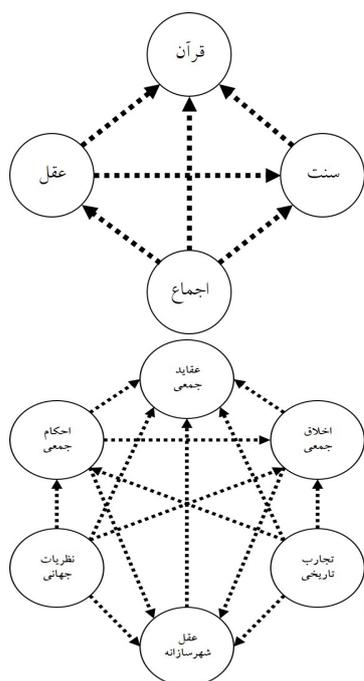 قرآن
سنت
عقل
اجماع
عقاید
جمعی
اخلاق
جمعی
احکام
جمعی
تجارب
تاریخی
نظریات
جهانی
عقل
شهرسازانه